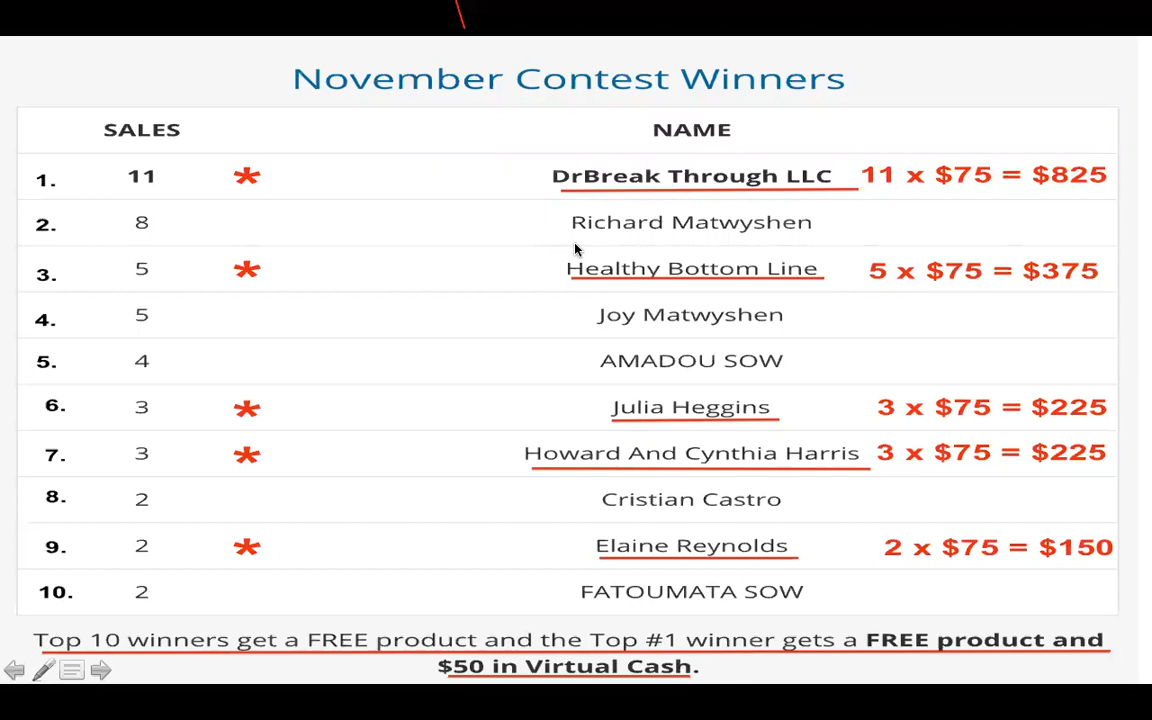 November Contest Winners
SALES NAME
1. 11 * DrBreak Through LLC 11 x $75 = $825
2. 8 Richard Matwyshen
3. 5 * Healthy Bottom Line 5 x $75 = $375
4. 5 Joy Matwyshen
5. 4 AMADOU SOW
6. 3 * Julia Heggins 3 x $75 = $225
7. 3 * Howard And Cynthia Harris 3 x $75 = $225
8. 2 Cristian Castro
9. 2 * Elaine Reynolds 2 x $75 = $150
10. 2 FATOUMATA SOW
Top 10 winners get a FREE product and the Top #1 winner gets a FREE product and
$50 in Virtual Cash.